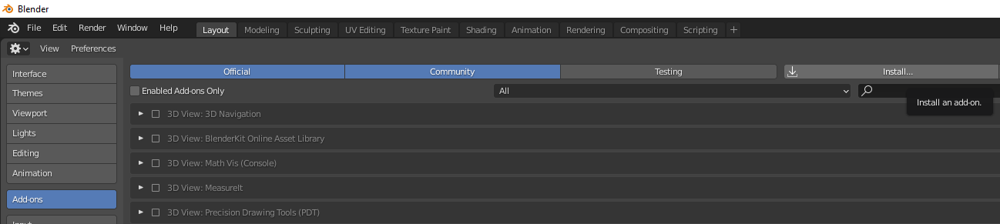 Blender
File Edit Render Window Help Layout Modeling Sculpting UV Editing Texture Paint Shading Animation Rendering Compositing Scripting +
View Preferences
Interface
Themes
Viewport
Lights
Editing
Animation
Add-ons
Official Community Testing Install...
Enabled Add-ons Only All
Install an add-on.
3D View: 3D Navigation
3D View: BlenderKit Online Asset Library
3D View: Math Vis (Console)
3D View: MeasureIt
3D View: Precision Drawing Tools (PDT)